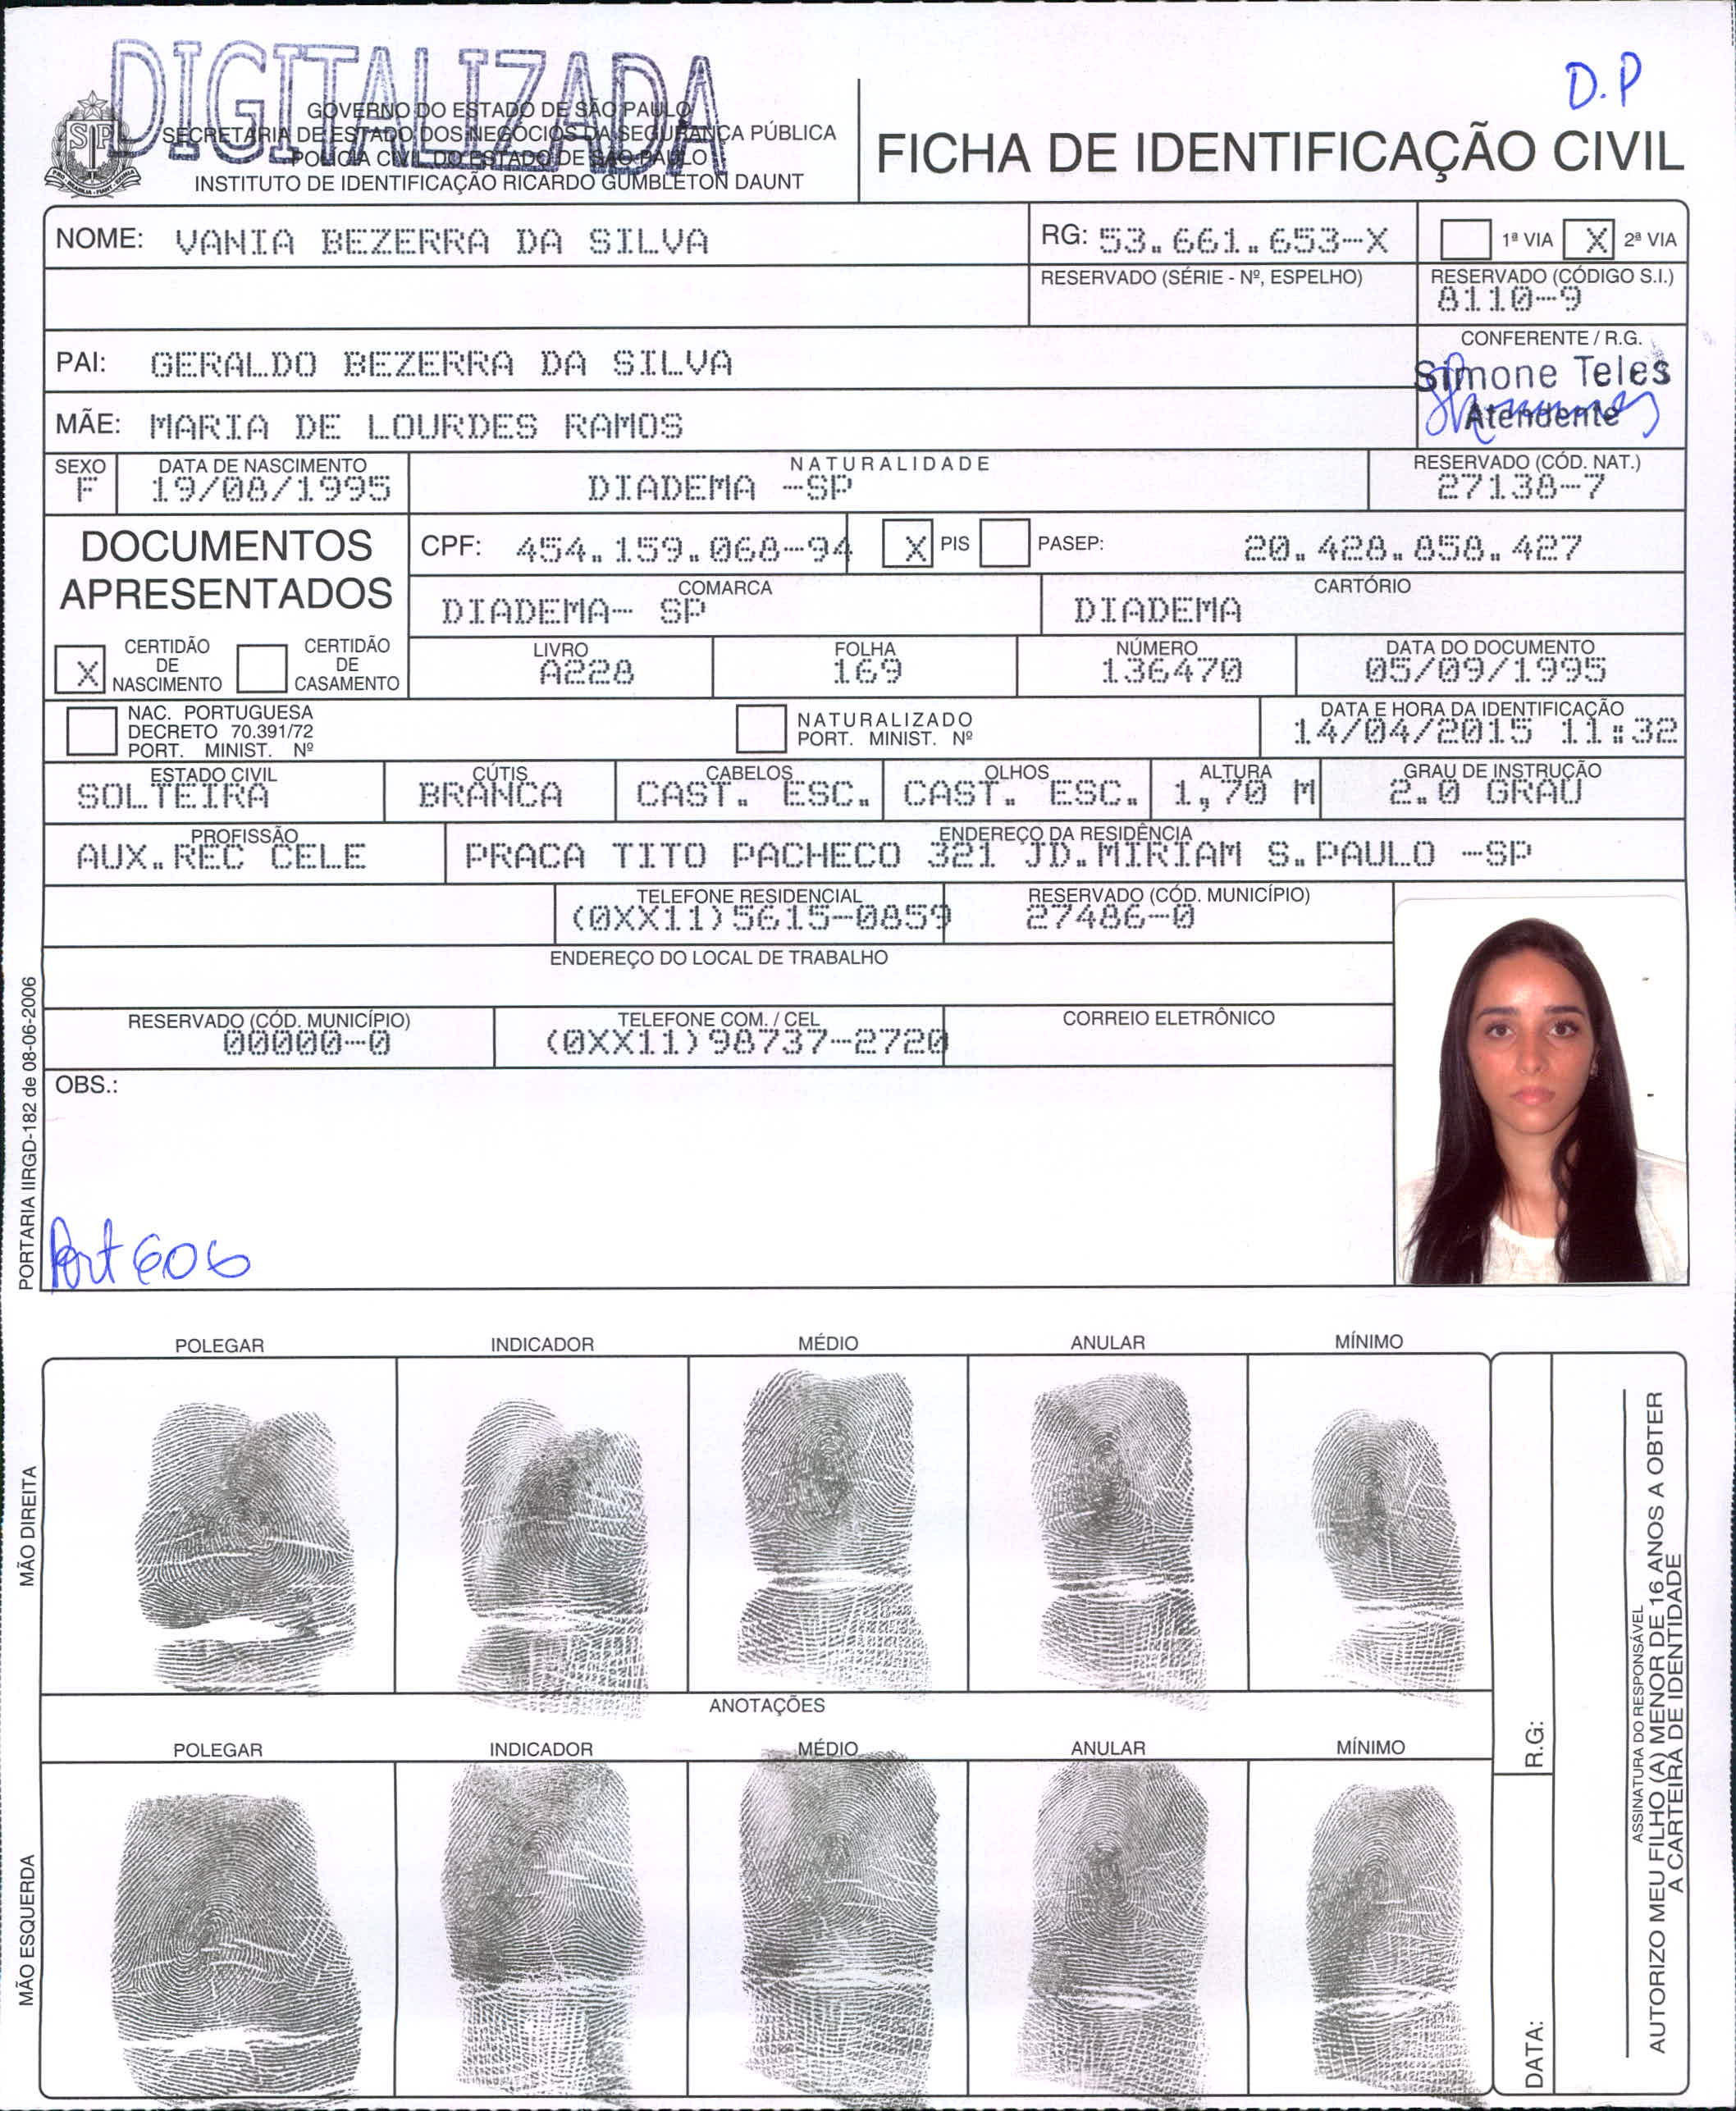 DIGITALIZADA
D.P
GOVERNO DO ESTADO DE SÃO PAULO
SECRETARIA DE ESTADO DOS NEGÓCIOS DA SEGURANÇA PÚBLICA
POLÍCIA CIVIL DO ESTADO DE SÃO PAULO
INSTITUTO DE IDENTIFICAÇÃO RICARDO GUMBLETON DAUNT
SP
FICHA DE IDENTIFICAÇÃO CIVIL
NOME: VANIA BEZERRA DA SILVA
RG: 53.661.653-X
1ª VIA X 2ª VIA
RESERVADO (SÉRIE - Nº, ESPELHO)
RESERVADO (CÓDIGO S.I.)
8110-9
PAI: GERALDO BEZERRA DA SILVA
CONFERENTE / R.G.
Simone Teles
Atendente
MÃE: MARIA DE LOURDES RAMOS
SEXO
F
DATA DE NASCIMENTO
19/08/1995
NATURALIDADE
DIADEMA -SP
RESERVADO (CÓD. NAT.)
27138-7
DOCUMENTOS
APRESENTADOS
CPF: 454.159.068-94
X PIS PASEP: 20.428.858.427
COMARCA
DIADEMA- SP
CARTÓRIO
DIADEMA
X CERTIDÃO
DE
NASCIMENTO
CERTIDÃO
DE
CASAMENTO
LIVRO
A228
FOLHA
169
NÚMERO
136470
DATA DO DOCUMENTO
05/09/1995
NAC. PORTUGUESA
DECRETO 70.391/72
PORT. MINIST. Nº
NATURALIZADO
PORT. MINIST. Nº
DATA E HORA DA IDENTIFICAÇÃO
14/04/2015 11:32
ESTADO CIVIL
SOLTEIRA
CÚTIS
BRANCA
CABELOS
CAST. ESC.
OLHOS
CAST. ESC.
ALTURA
1,70 M
GRAU DE INSTRUÇÃO
2.0 GRAU
PROFISSÃO
AUX.REC CELE
ENDEREÇO DA RESIDÊNCIA
PRACA TITO PACHECO 321 JD.MIRIAM S.PAULO -SP
TELEFONE RESIDENCIAL
(0XX11)5615-0859
RESERVADO (CÓD. MUNICÍPIO)
27486-0
ENDEREÇO DO LOCAL DE TRABALHO
RESERVADO (CÓD. MUNICÍPIO)
00000-0
TELEFONE COM. / CEL
(0XX11)98737-2720
CORREIO ELETRÔNICO
OBS.:
Port 606
PORTARIA IIRGD-182 de 08-06-2006
POLEGAR INDICADOR MÉDIO ANULAR MÍNIMO
MÃO DIREITA
ANOTAÇÕES
POLEGAR INDICADOR MÉDIO ANULAR MÍNIMO
MÃO ESQUERDA
R.G.:
DATA:
ASSINATURA DO RESPONSÁVEL
AUTORIZO MEU FILHO (A) MENOR DE 16 ANOS A OBTER
A CARTEIRA DE IDENTIDADE